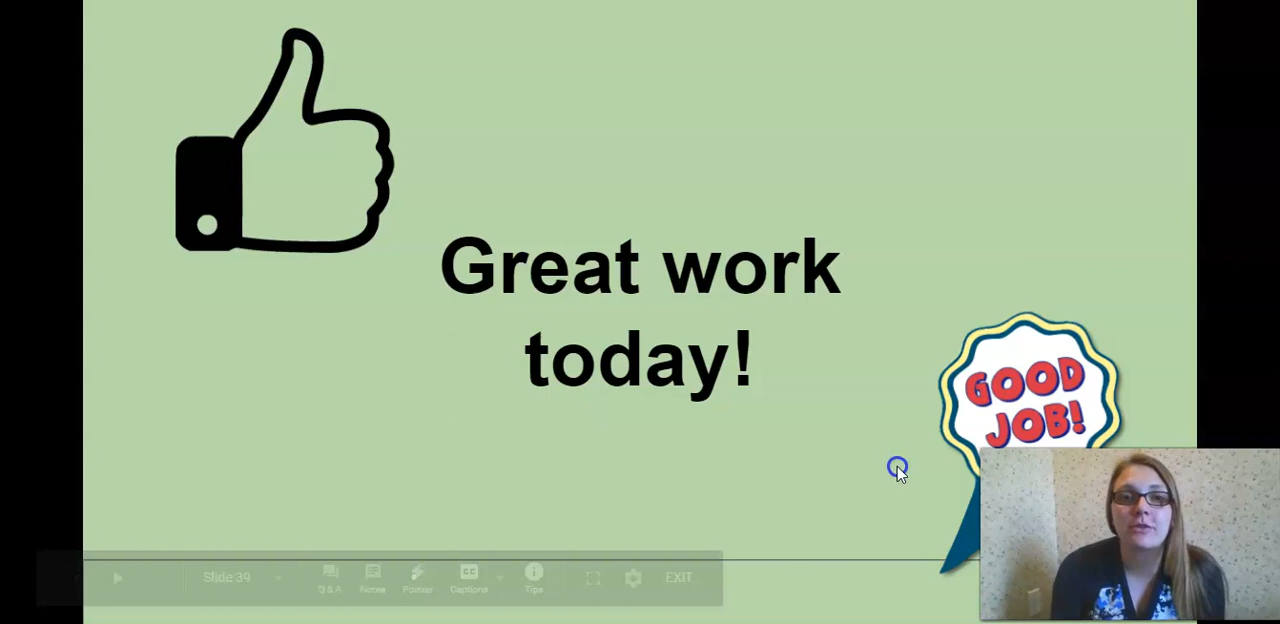 Great work
today!
GOOD
JOB!
Slide 39
Q & A
Notes
Pointer
Captions
Tips
EXIT